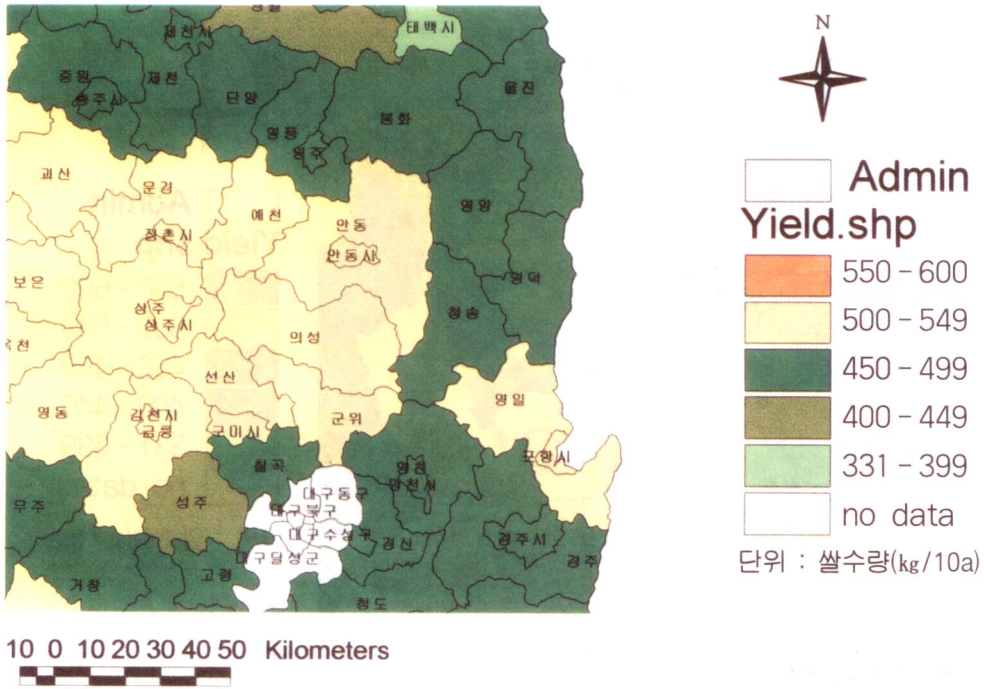 태백시
제천시
N
중원
제천
단양
울진
충주시
영풍
봉화
영주
괴산
문경
Admin
예천
안동
영양
Yield.shp
점촌시
안동시
550-600
보은
영덕
상주
청송
500-549
상주시
의성
옥천
선산
450-499
영동
김천시
금릉
구미시
군위
영일
400-449
칠곡
영천
영천시
포항시
331-399
무주
성주
대구동구
대구북구
no data
대구수성구
경산
경주시
대구달성군
경주
단위 : 쌀수량(kg/10a)
거창
고령
청도
10 0 10 20 30 40 50 Kilometers